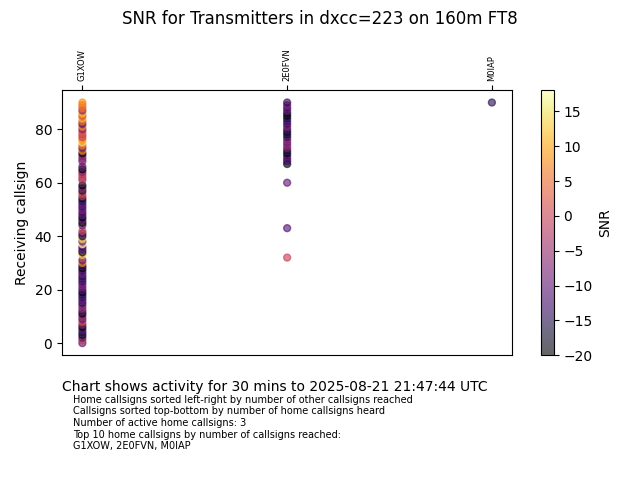 SNR for Transmitters in dxcc=223 on 160m FT8
G1XOW
2E0FVN
M0IAP
80
60
40
20
0
Receiving callsign
15
10
5
0
−5
−10
−15
−20
SNR
Chart shows activity for 30 mins to 2025-08-21 21:47:44 UTC
Home callsigns sorted left-right by number of other callsigns reached
Callsigns sorted top-bottom by number of home callsigns heard
Number of active home callsigns: 3
Top 10 home callsigns by number of callsigns reached:
G1XOW, 2E0FVN, M0IAP